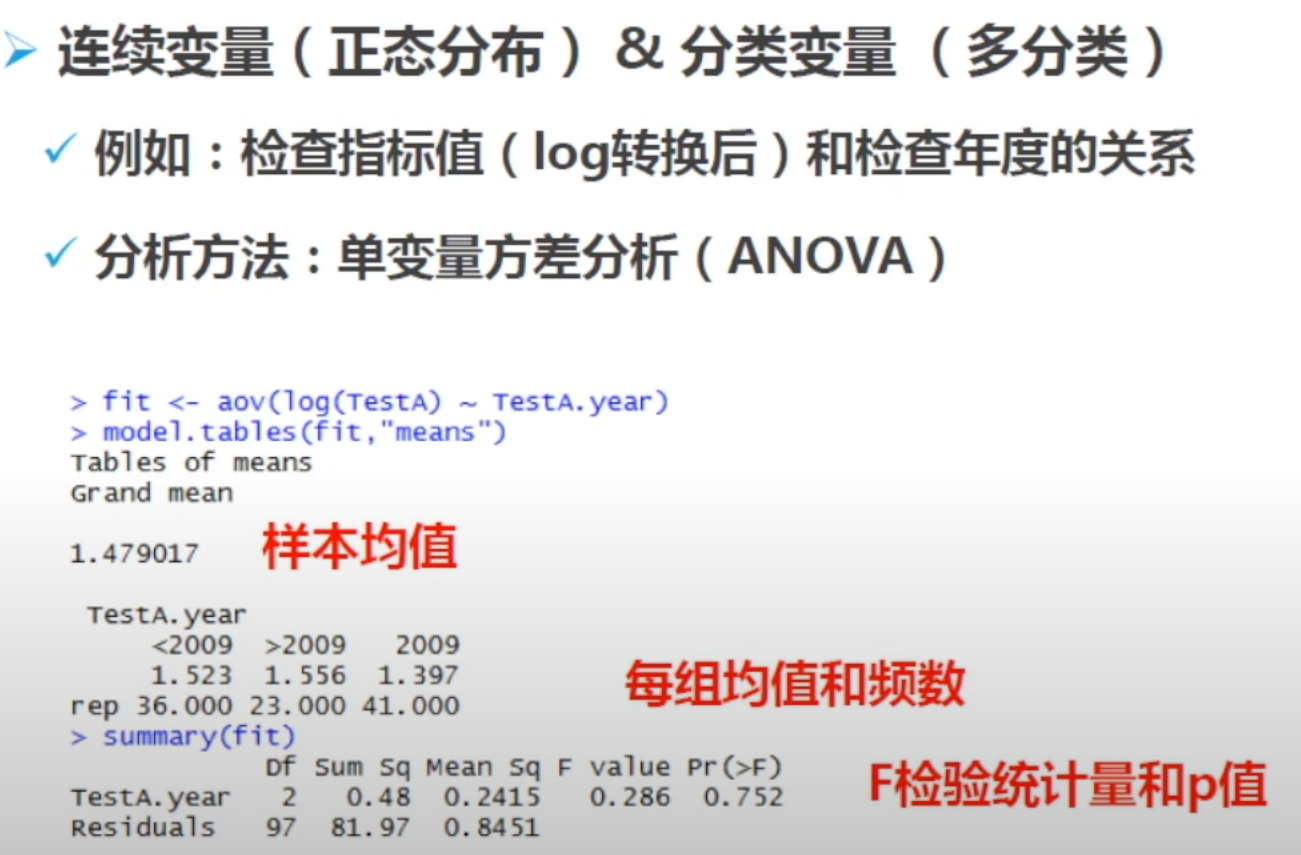 连续变量（正态分布）& 分类变量（多分类）
例如：检查指标值（log转换后）和检查年度的关系
分析方法：单变量方差分析（ANOVA）
> fit <- aov(log(TestA) ~ TestA.year)
> model.tables(fit,"means")
Tables of means
Grand mean
1.479017 样本均值
TestA.year
<2009 >2009 2009
1.523 1.556 1.397 每组均值和频数
rep 36.000 23.000 41.000
> summary(fit)
Df Sum Sq Mean Sq F value Pr(>F)
TestA.year 2 0.48 0.2415 0.286 0.752 F检验统计量和p值
Residuals 97 81.97 0.8451